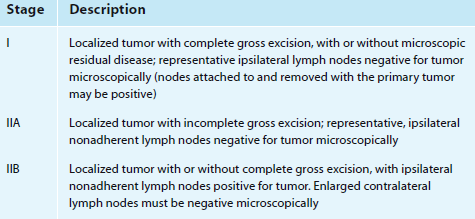 Stage Description
I Localized tumor with complete gross excision, with or without microscopic
residual disease; representative ipsilateral lymph nodes negative for tumor
microscopically (nodes attached to and removed with the primary tumor
may be positive)
IIA Localized tumor with incomplete gross excision; representative, ipsilateral
nonadherent lymph nodes negative for tumor microscopically
IIB Localized tumor with or without complete gross excision, with ipsilateral
nonadherent lymph nodes positive for tumor. Enlarged contralateral
lymph nodes must be negative microscopically